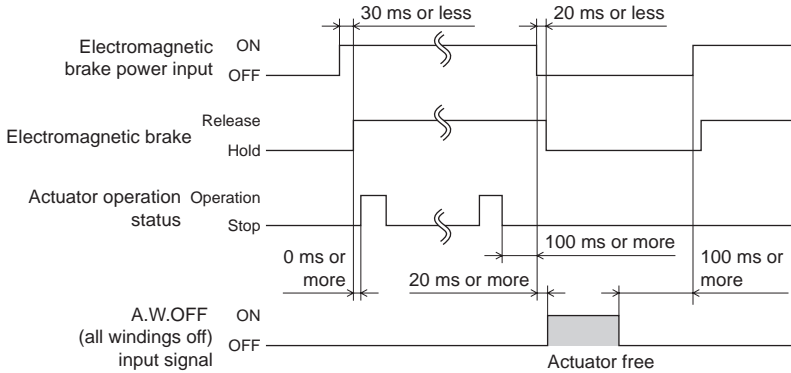 30 ms or less
20 ms or less
Electromagnetic
brake power input
ON
OFF
Electromagnetic brake
Release
Hold
Actuator operation
status
Operation
Stop
0 ms or
more
20 ms or more
100 ms or more
100 ms or
more
A.W.OFF
(all windings off)
input signal
ON
OFF
Actuator free